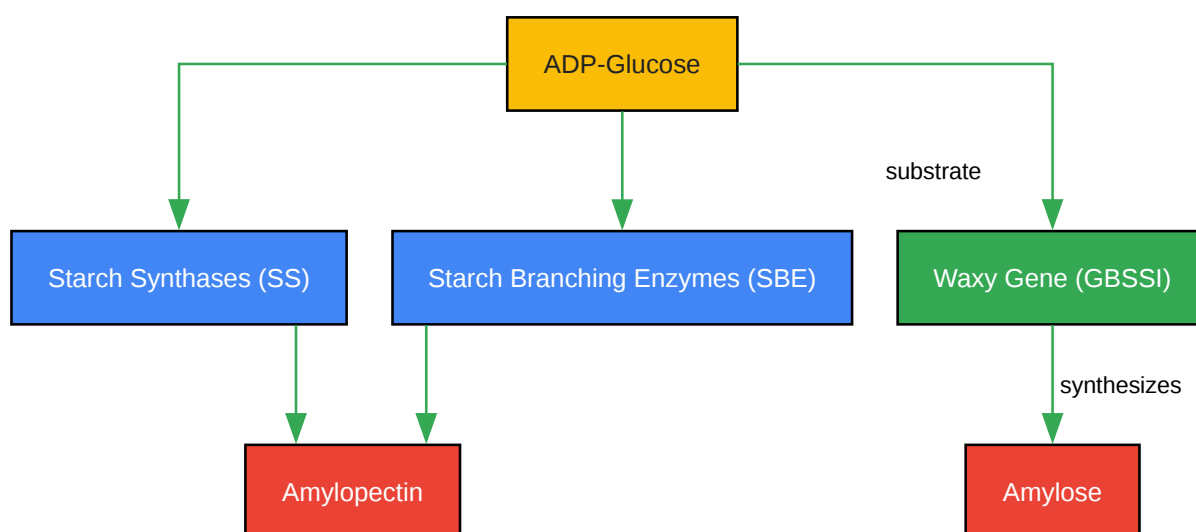 ADP-Glucose
substrate
Starch Synthases (SS)
Starch Branching Enzymes (SBE)
Waxy Gene (GBSSI)
synthesizes
Amylopectin
Amylose